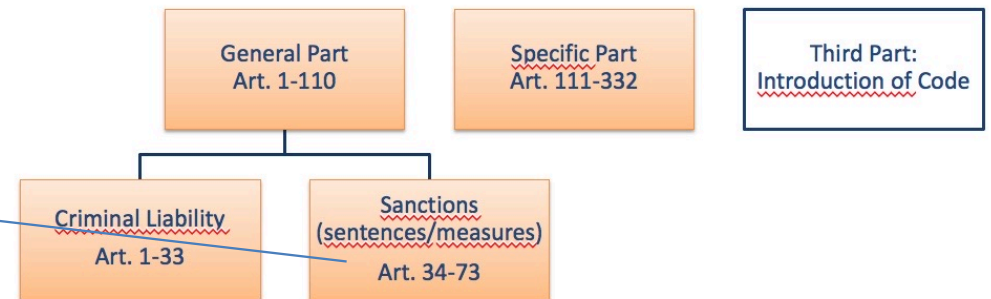 General Part
Art. 1-110
Specific Part
Art. 111-332
Third Part:
Introduction of Code
Criminal Liability
Art. 1-33
Sanctions
(sentences/measures)
Art. 34-73